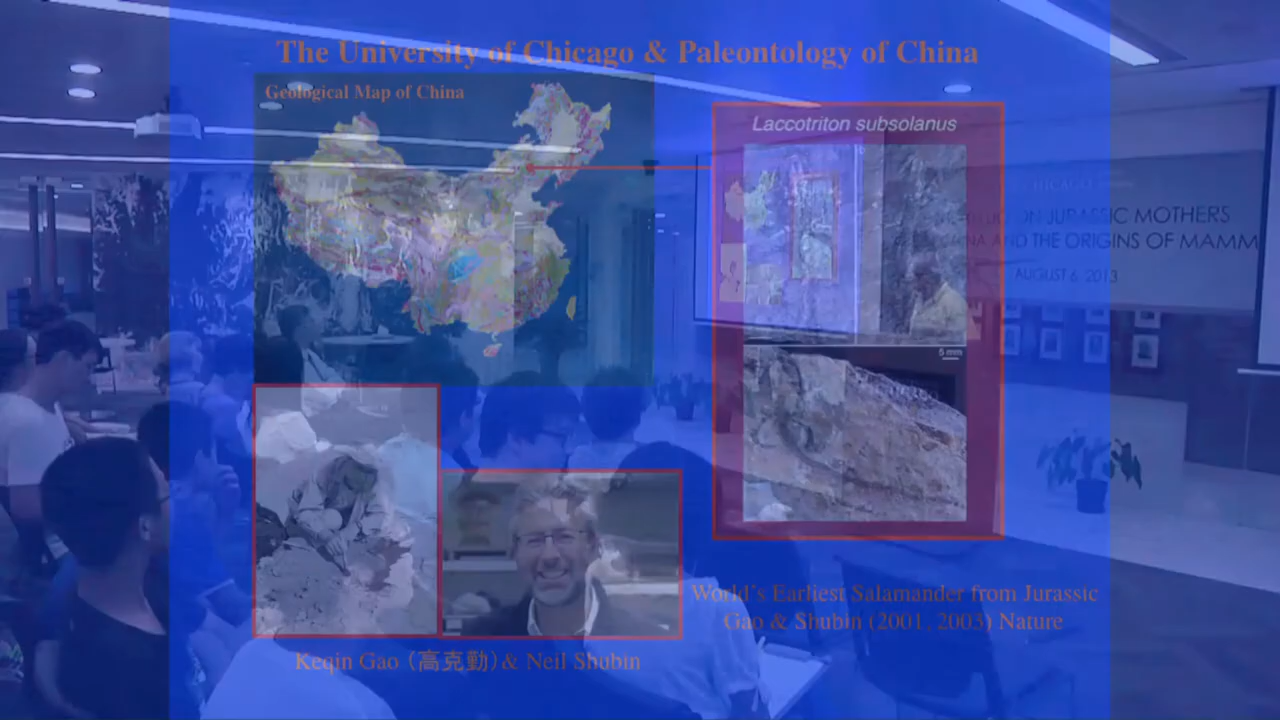 The University of Chicago & Paleontology of China
Geological Map of China
Laccotriton subsolanus
CHICAGO
JURASSIC MOTHERS
AND THE ORIGINS OF MAMM
AUGUST 6, 2013
5 mm
World's Earliest Salamander from Jurassic
Gao & Shubin (2001, 2003) Nature
Keqin Gao (高克勤)& Neil Shubin